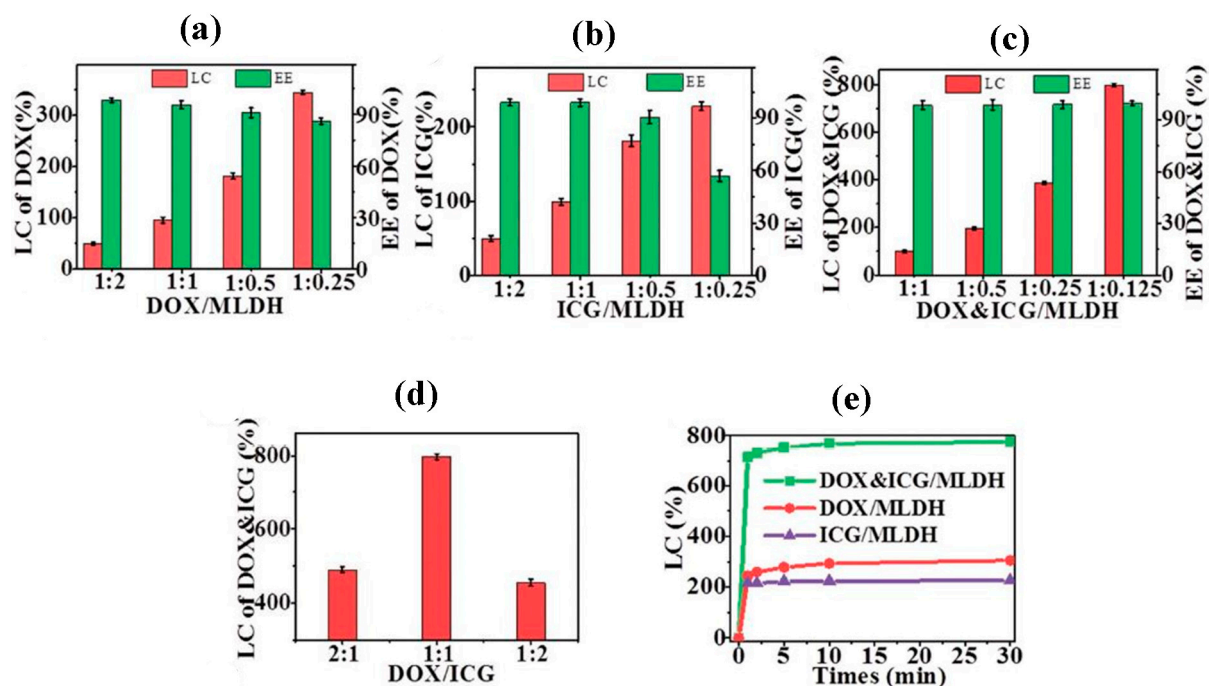 (a)
LC EE
LC of DOX(%)
300
200
100
0
90
60
30
0
EE of DOX(%)
1:2 1:1 1:0.5 1:0.25
DOX/MLDH
(b)
LC EE
LC of ICG(%)
200
100
0
90
60
30
0
EE of ICG(%)
1:2 1:1 1:0.5 1:0.25
ICG/MLDH
(c)
LC EE
LC of DOX&ICG (%)
800
600
400
200
0
90
60
30
0
EE of DOX&ICG (%)
1:1 1:0.5 1:0.25 1:0.125
DOX&ICG/MLDH
(d)
LC of DOX&ICG (%)
800
600
400
2:1 1:1 1:2
DOX/ICG
(e)
LC (%)
800
600
400
200
0
DOX&ICG/MLDH
DOX/MLDH
ICG/MLDH
0 5 10 15 20 25 30
Times (min)